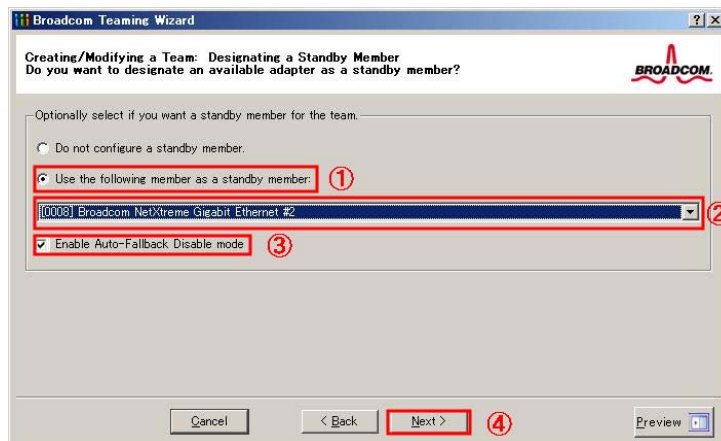 Broadcom Teaming Wizard
Creating/Modifying a Team: Designating a Standby Member
Do you want to designate an available adapter as a standby member?
BROADCOM.
Optionally select if you want a standby member for the team.
Do not configure a standby member.
Use the following member as a standby member:
①
[0008] Broadcom NetXtreme Gigabit Ethernet #2
②
Enable Auto-Fallback Disable mode
③
Cancel
< Back
Next >
④
Preview